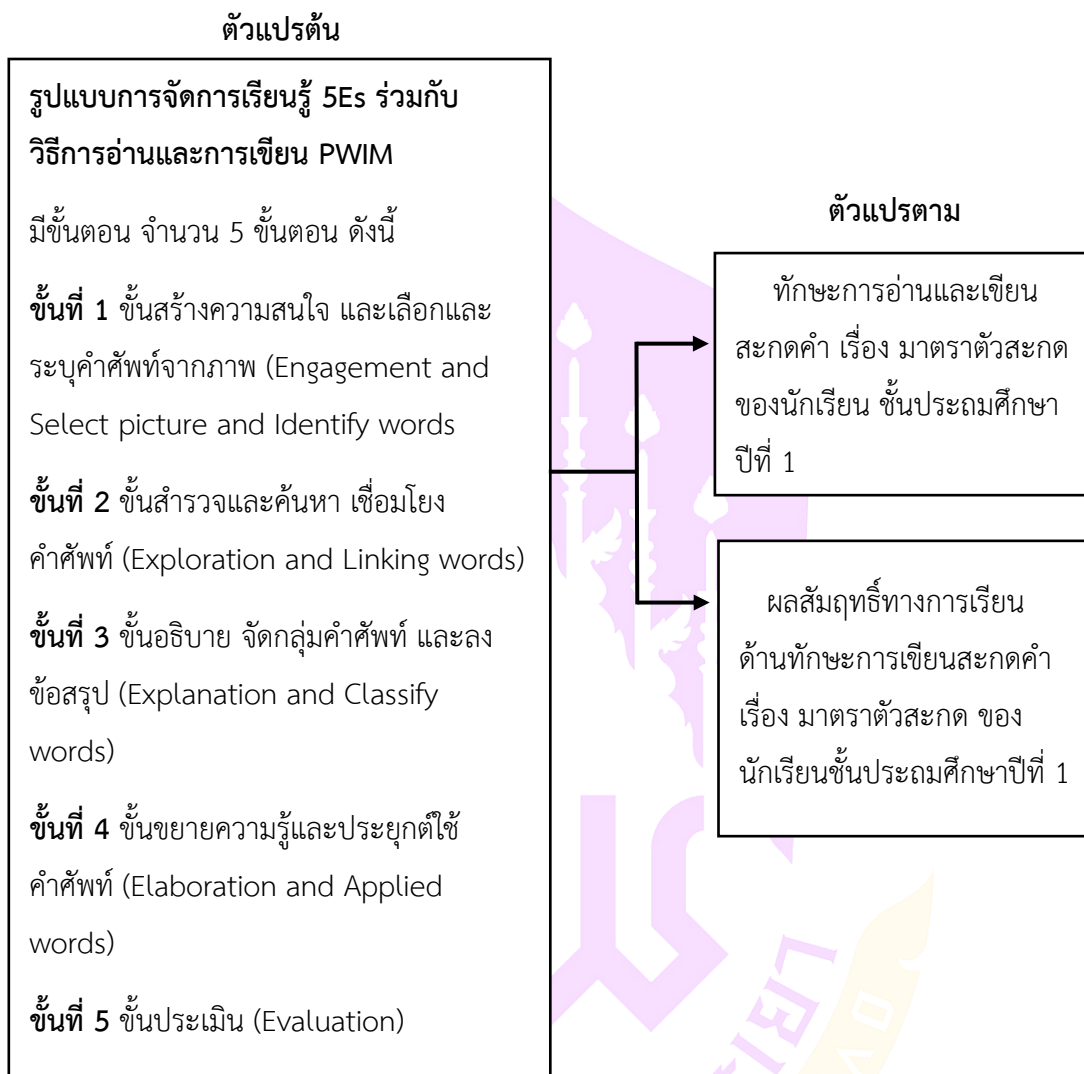 ตัวแปรต้น
รูปแบบการจัดการเรียนรู้ 5Es ร่วมกับ
วิธีการอ่านและการเขียน PWIM
มีขั้นตอน จำนวน 5 ขั้นตอน ดังนี้
ขั้นที่ 1 ขั้นสร้างความสนใจ และเลือกและ
ระบุคำศัพท์จากภาพ (Engagement and
Select picture and Identify words
ขั้นที่ 2 ขั้นสำรวจและค้นหา เชื่อมโยง
คำศัพท์ (Exploration and Linking words)
ขั้นที่ 3 ขั้นอธิบาย จัดกลุ่มคำศัพท์ และลง
ข้อสรุป (Explanation and Classify
words)
ขั้นที่ 4 ขั้นขยายความรู้และประยุกต์ใช้
คำศัพท์ (Elaboration and Applied
words)
ขั้นที่ 5 ขั้นประเมิน (Evaluation)
ตัวแปรตาม
ทักษะการอ่านและเขียน
สะกดคำ เรื่อง มาตราตัวสะกด
ของนักเรียน ชั้นประถมศึกษา
ปีที่ 1
ผลสัมฤทธิ์ทางการเรียน
ด้านทักษะการเขียนสะกดคำ
เรื่อง มาตราตัวสะกด ของ
นักเรียนชั้นประถมศึกษาปีที่ 1